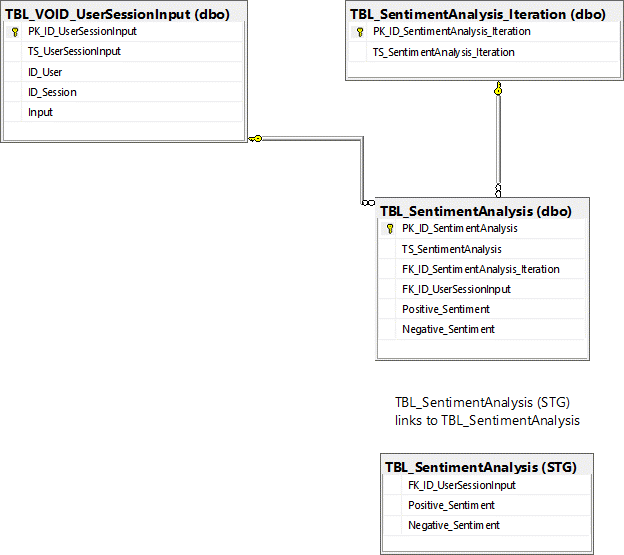 TBL_VOID_UserSessionInput (dbo)
PK_ID_UserSessionInput
TS_UserSessionInput
ID_User
ID_Session
Input
TBL_SentimentAnalysis_Iteration (dbo)
PK_ID_SentimentAnalysis_Iteration
TS_SentimentAnalysis_Iteration
TBL_SentimentAnalysis (dbo)
PK_ID_SentimentAnalysis
TS_SentimentAnalysis
FK_ID_SentimentAnalysis_Iteration
FK_ID_UserSessionInput
Positive_Sentiment
Negative_Sentiment
TBL_SentimentAnalysis (STG)
links to TBL_SentimentAnalysis
TBL_SentimentAnalysis (STG)
FK_ID_UserSessionInput
Positive_Sentiment
Negative_Sentiment